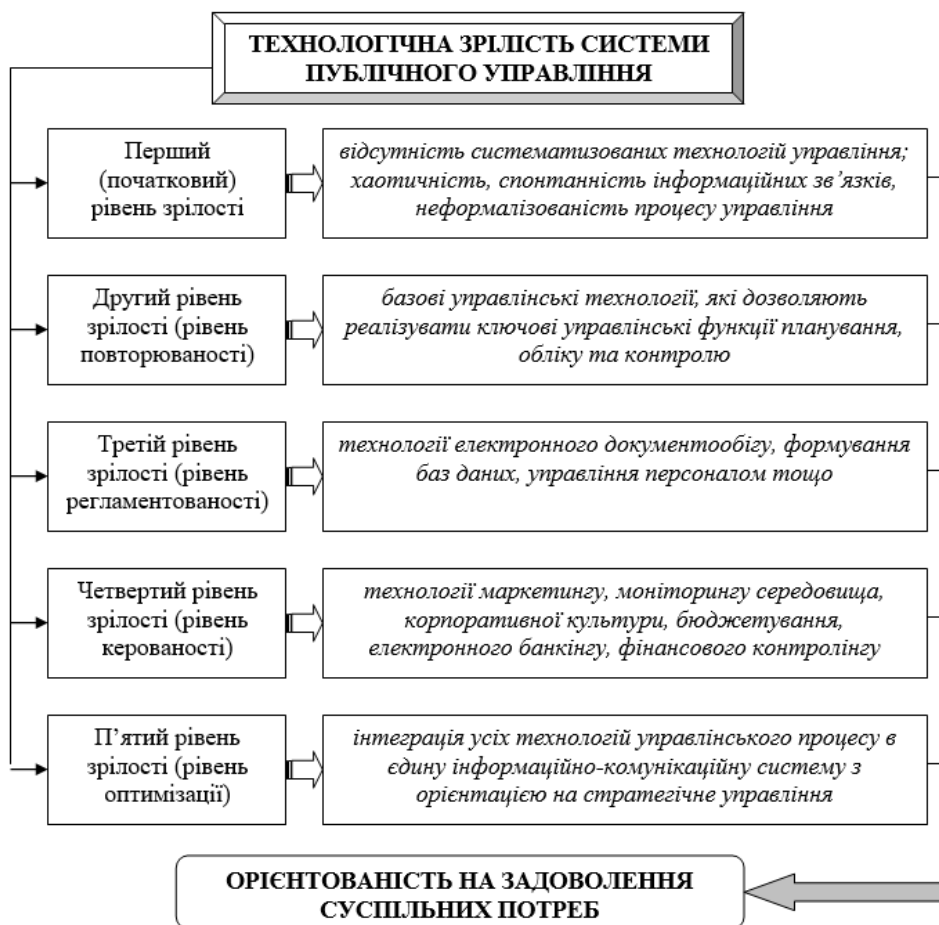 ТЕХНОЛОГІЧНА ЗРІЛІСТЬ СИСТЕМИ
ПУБЛІЧНОГО УПРАВЛІННЯ
Перший
(початковий)
рівень зрілості
відсутність систематизованих технологій управління;
хаотичність, спонтанність інформаційних зв’язків,
неформалізованість процесу управління
Другий рівень
зрілості (рівень
повторюваності)
базові управлінські технології, які дозволяють
реалізувати ключові управлінські функції планування,
обліку та контролю
Третій рівень
зрілості (рівень
регламентованості)
технології електронного документообігу, формування
баз даних, управління персоналом тощо
Четвертий рівень
зрілості (рівень
керованості)
технології маркетингу, моніторингу середовища,
корпоративної культури, бюджетування,
електронного банкінгу, фінансового контролінгу
П’ятий рівень
зрілості (рівень
оптимізації)
інтеграція усіх технологій управлінського процесу в
єдину інформаційно-комунікаційну систему з
орієнтацією на стратегічне управління
ОРІЄНТОВАНІСТЬ НА ЗАДОВОЛЕННЯ
СУСПІЛЬНИХ ПОТРЕБ